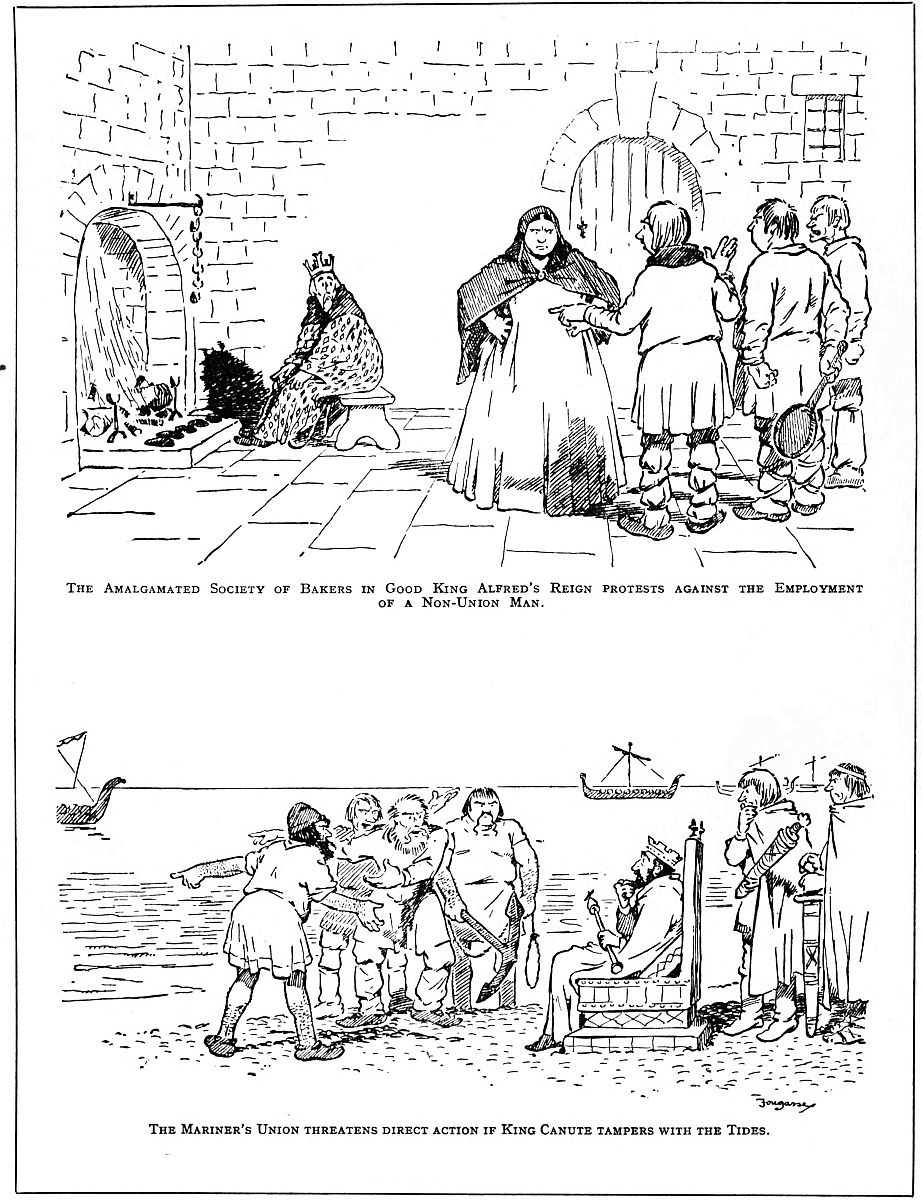 The Amalgamated Society of Bakers in Good King Alfred's Reign protests against the Employment
of a Non-Union Man.
Fougasse
The Mariner's Union threatens direct action if King Canute tampers with the Tides.